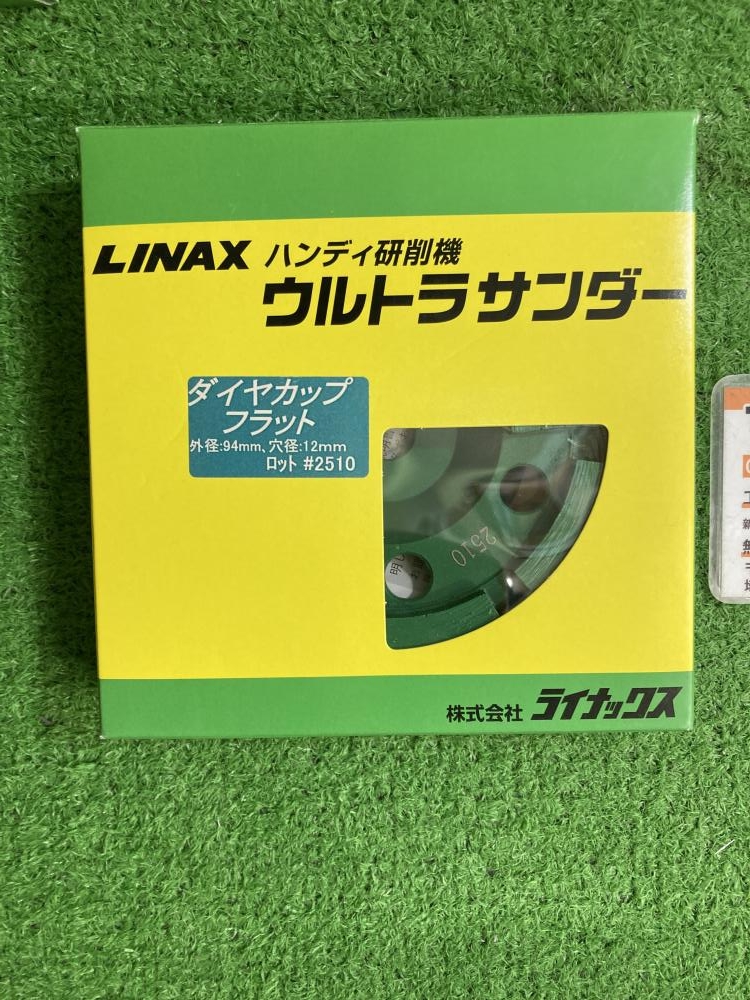 LINAX ハンディ研削機
ウルトラサンダー
ダイヤカップ
フラット
外径:94mm、穴径:12mm
ロット #2510
2510
明
株式会社 ライナックス